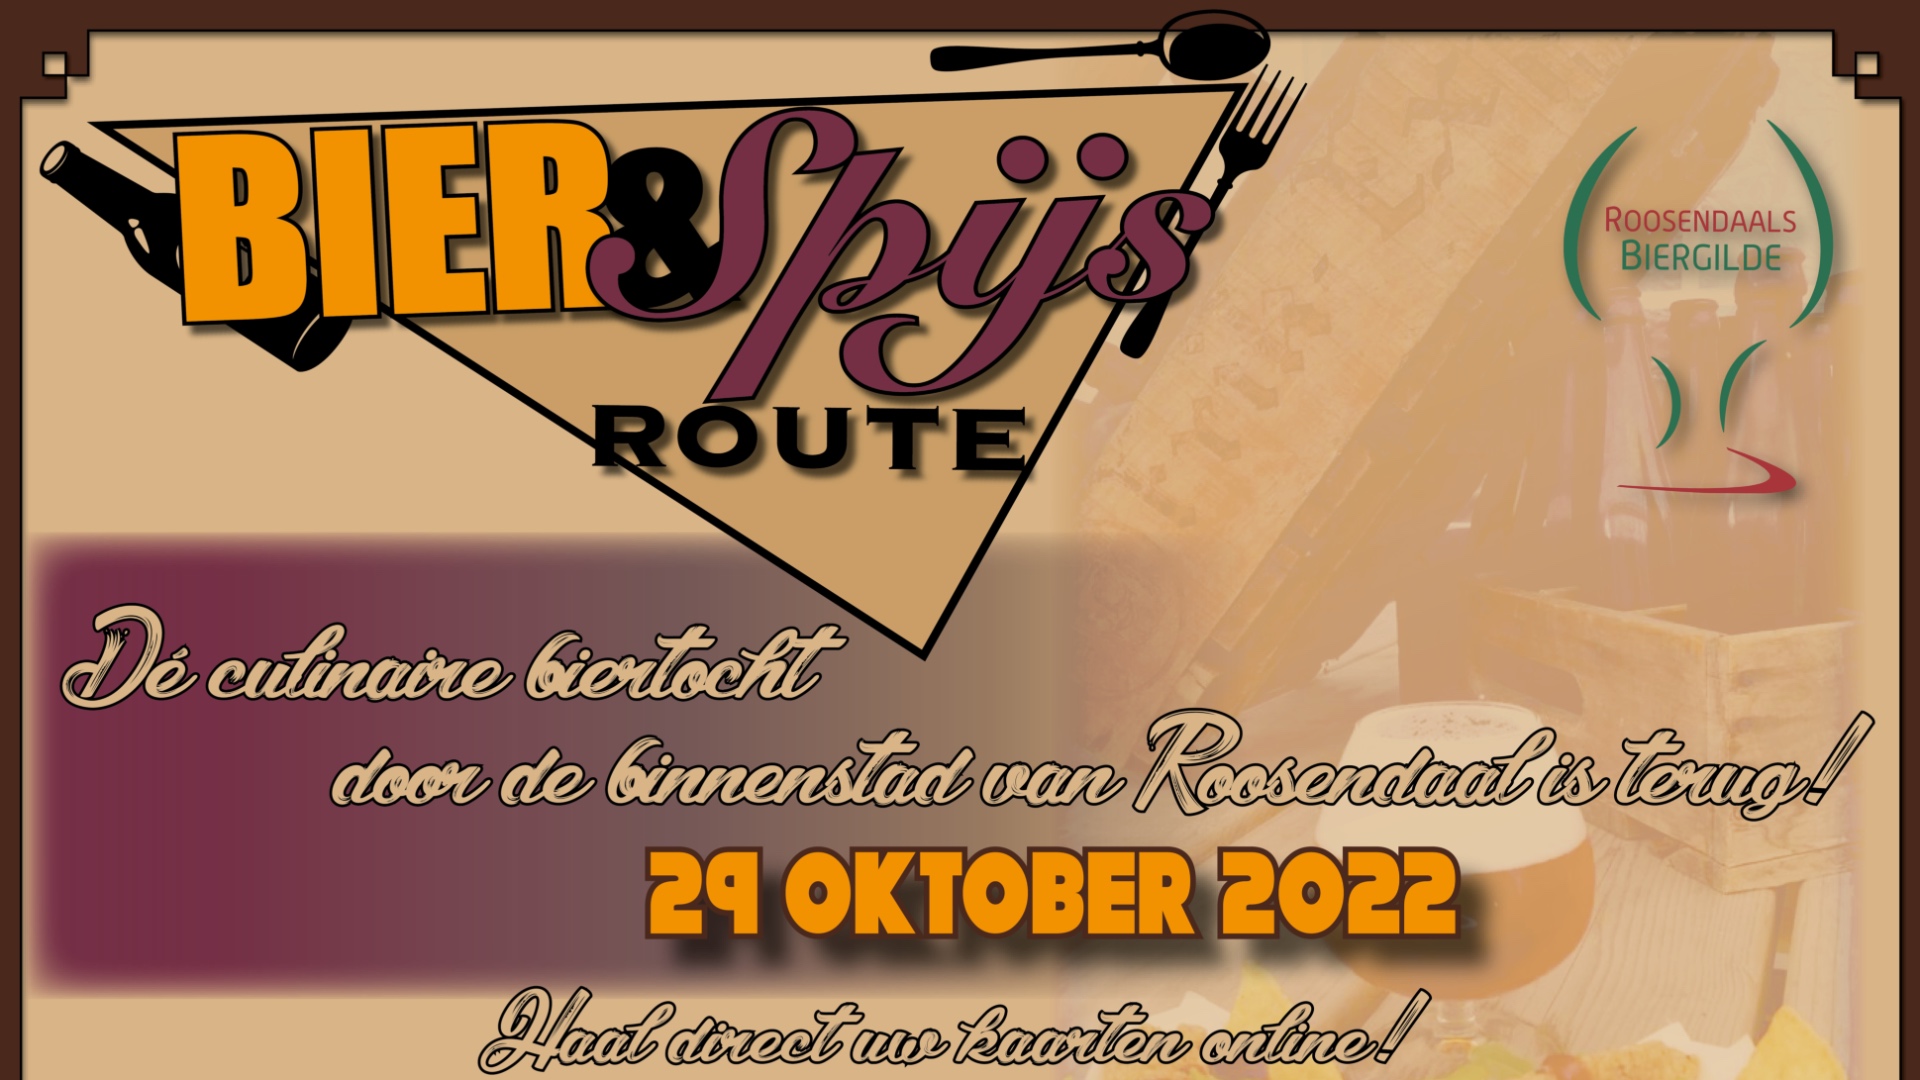 BIER & Spijs
ROUTE
ROOSENDAALS
BIERGILDE
Dé culinaire biertocht
door de binnenstad van Roosendaal is terug!
29 OKTOBER 2022
Haal direct uw kaarten online!